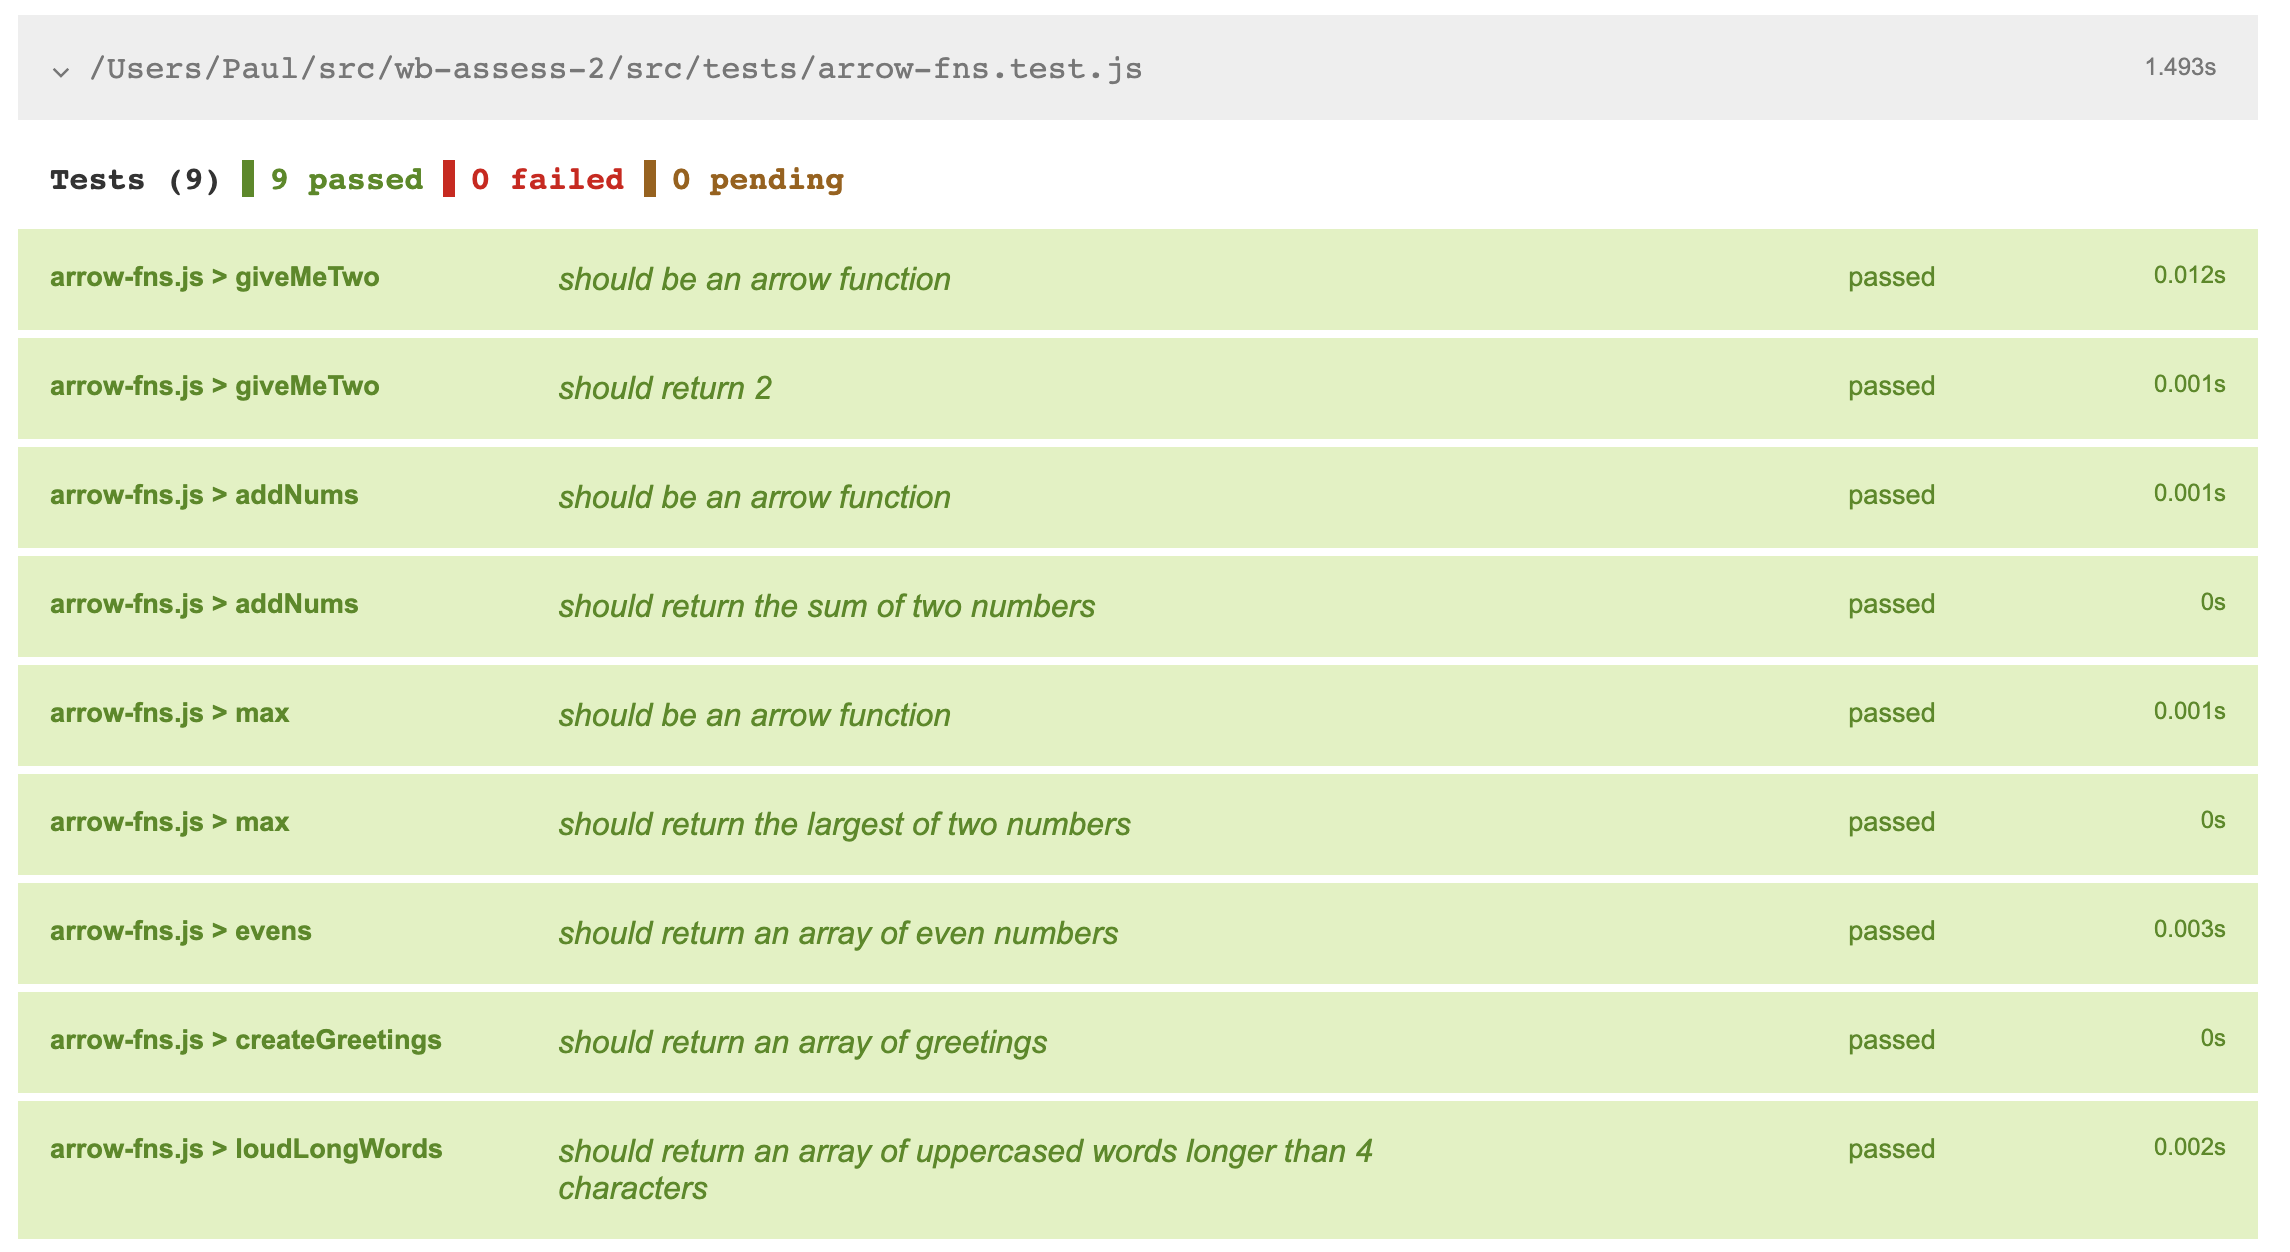 /Users/Paul/src/wb-assess-2/src/tests/arrow-fns.test.js 1.493s
Tests (9) 9 passed 0 failed 0 pending
arrow-fns.js > giveMeTwo should be an arrow function passed 0.012s
arrow-fns.js > giveMeTwo should return 2 passed 0.001s
arrow-fns.js > addNums should be an arrow function passed 0.001s
arrow-fns.js > addNums should return the sum of two numbers passed 0s
arrow-fns.js > max should be an arrow function passed 0.001s
arrow-fns.js > max should return the largest of two numbers passed 0s
arrow-fns.js > evens should return an array of even numbers passed 0.003s
arrow-fns.js > createGreetings should return an array of greetings passed 0s
arrow-fns.js > loudLongWords should return an array of uppercased words longer than 4 passed 0.002s
characters